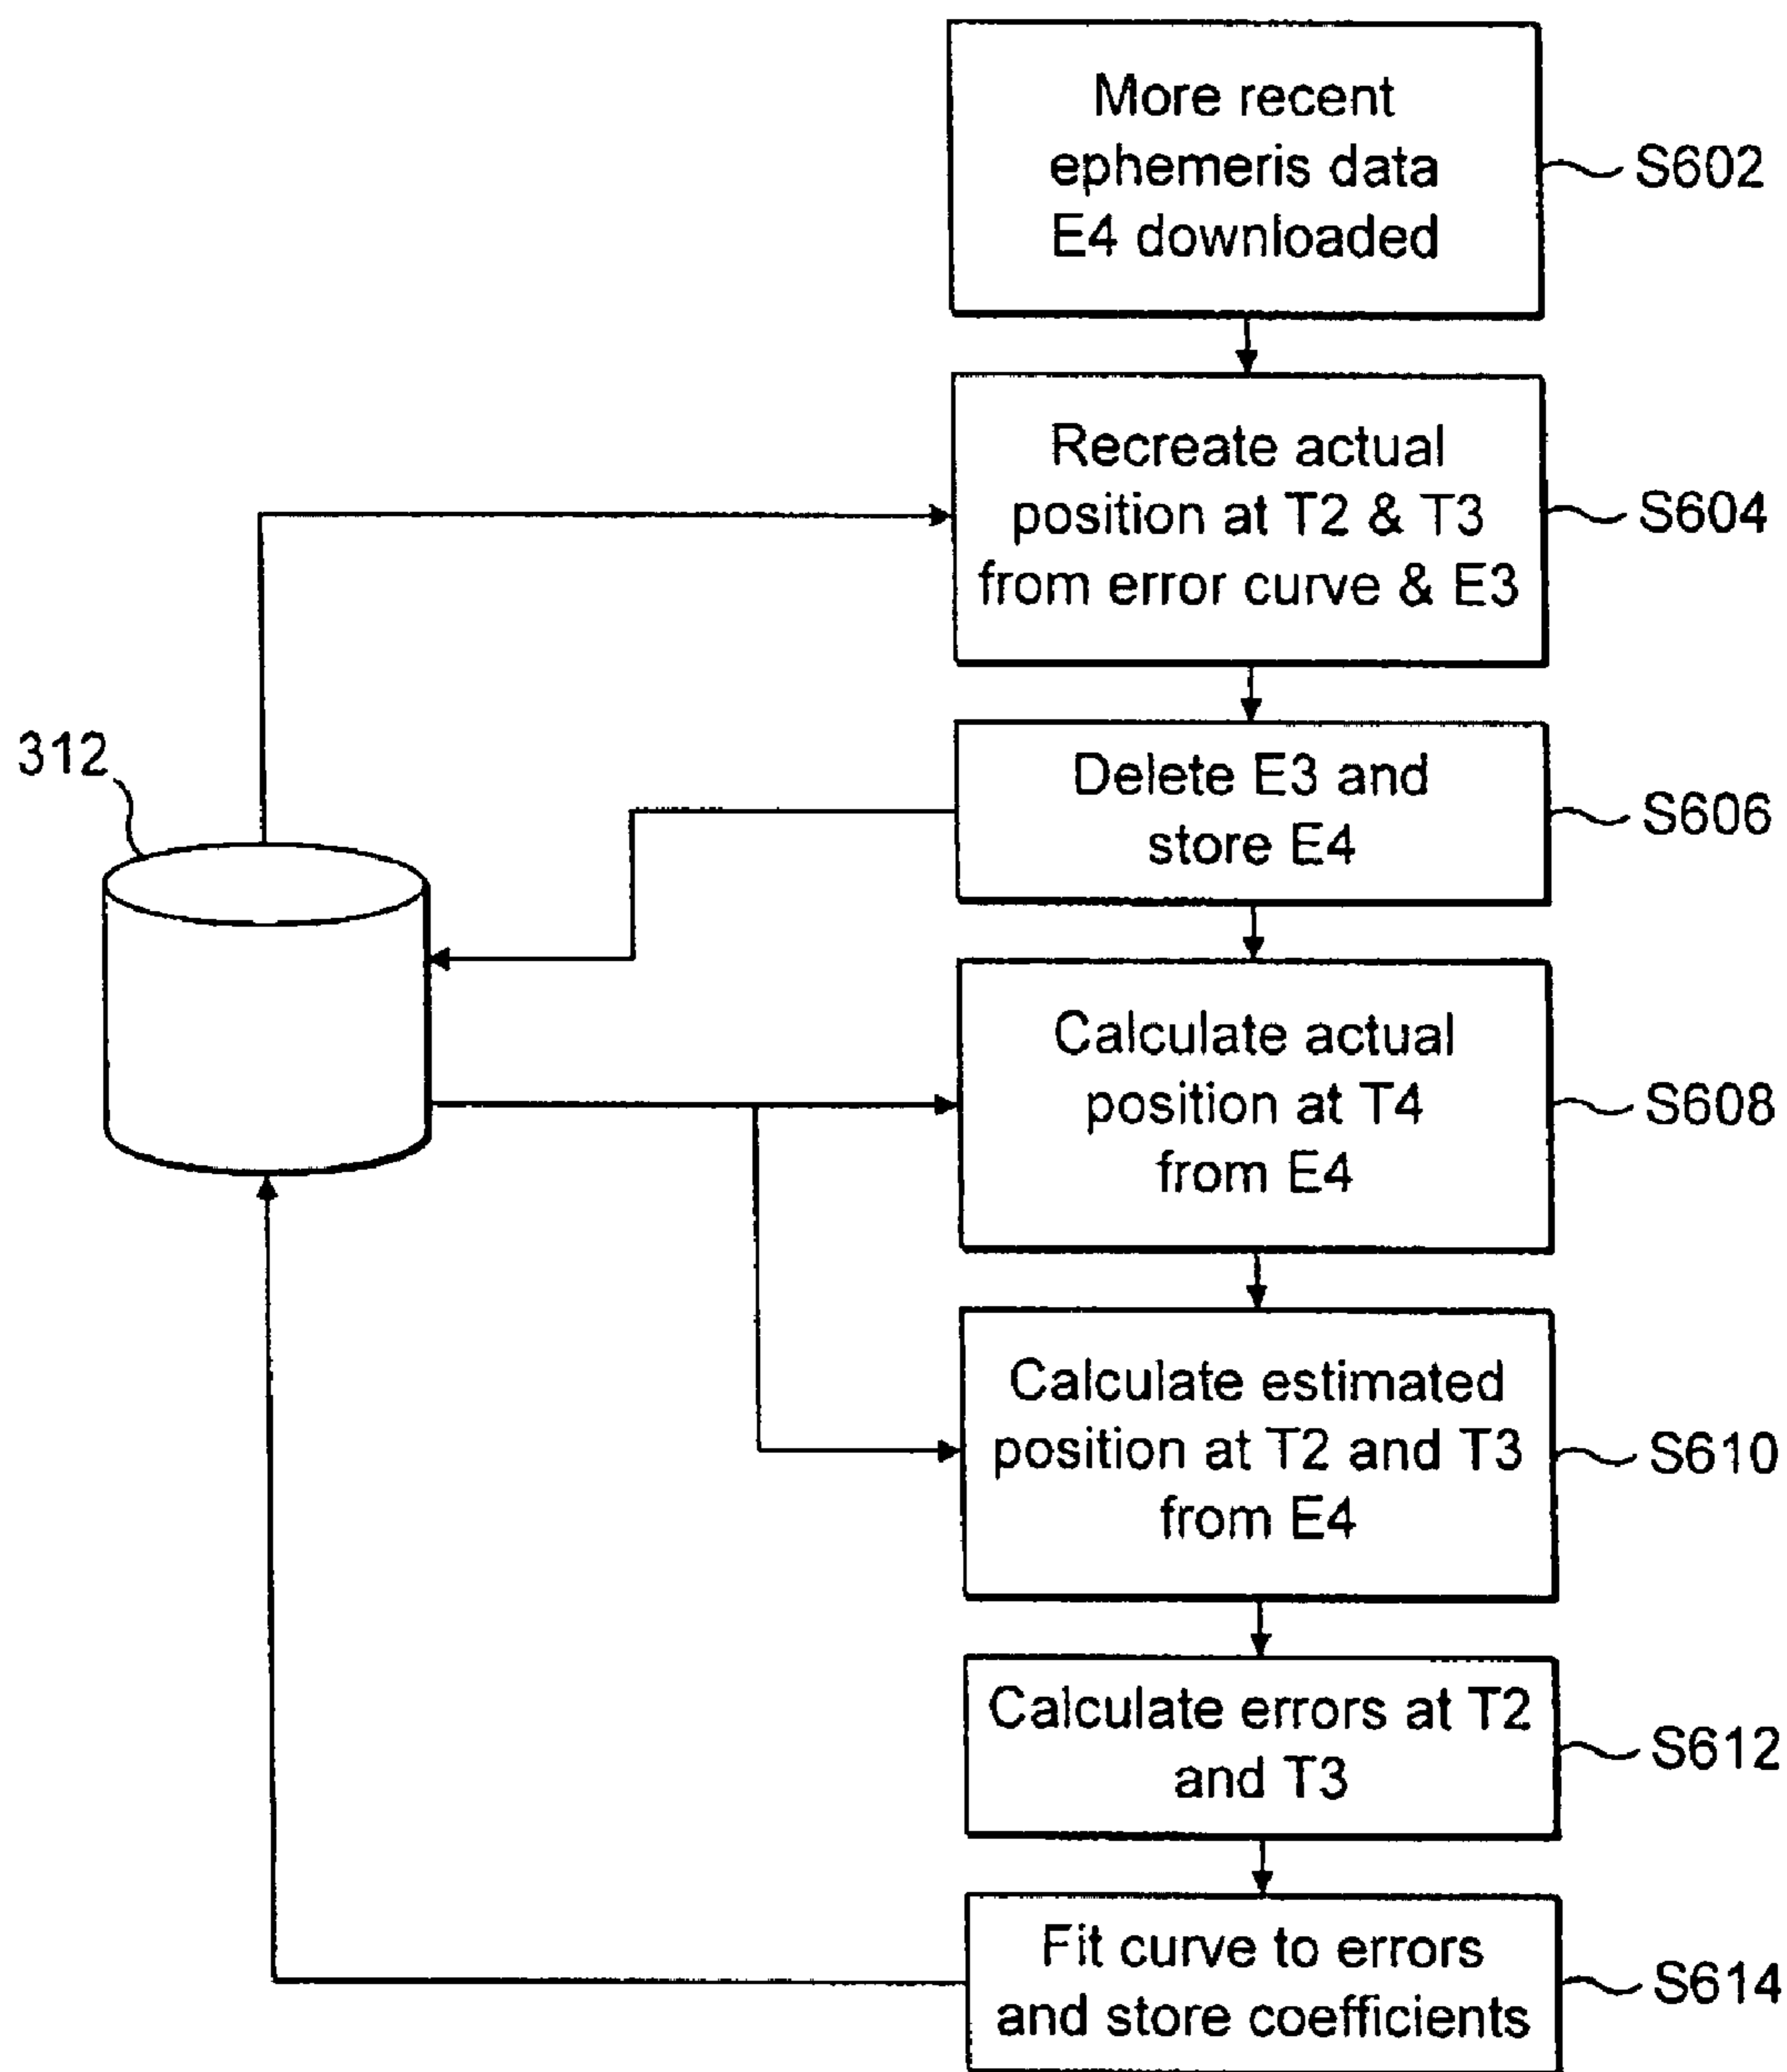 More recent
ephemeris data
E4 downloaded
S602
Recreate actual
position at T2 & T3
from error curve & E3
S604
312
Delete E3 and
store E4
S606
Calculate actual
position at T4
from E4
S608
Calculate estimated
position at T2 and T3
from E4
S610
Calculate errors at T2
and T3
S612
Fit curve to errors
and store coefficients
S614